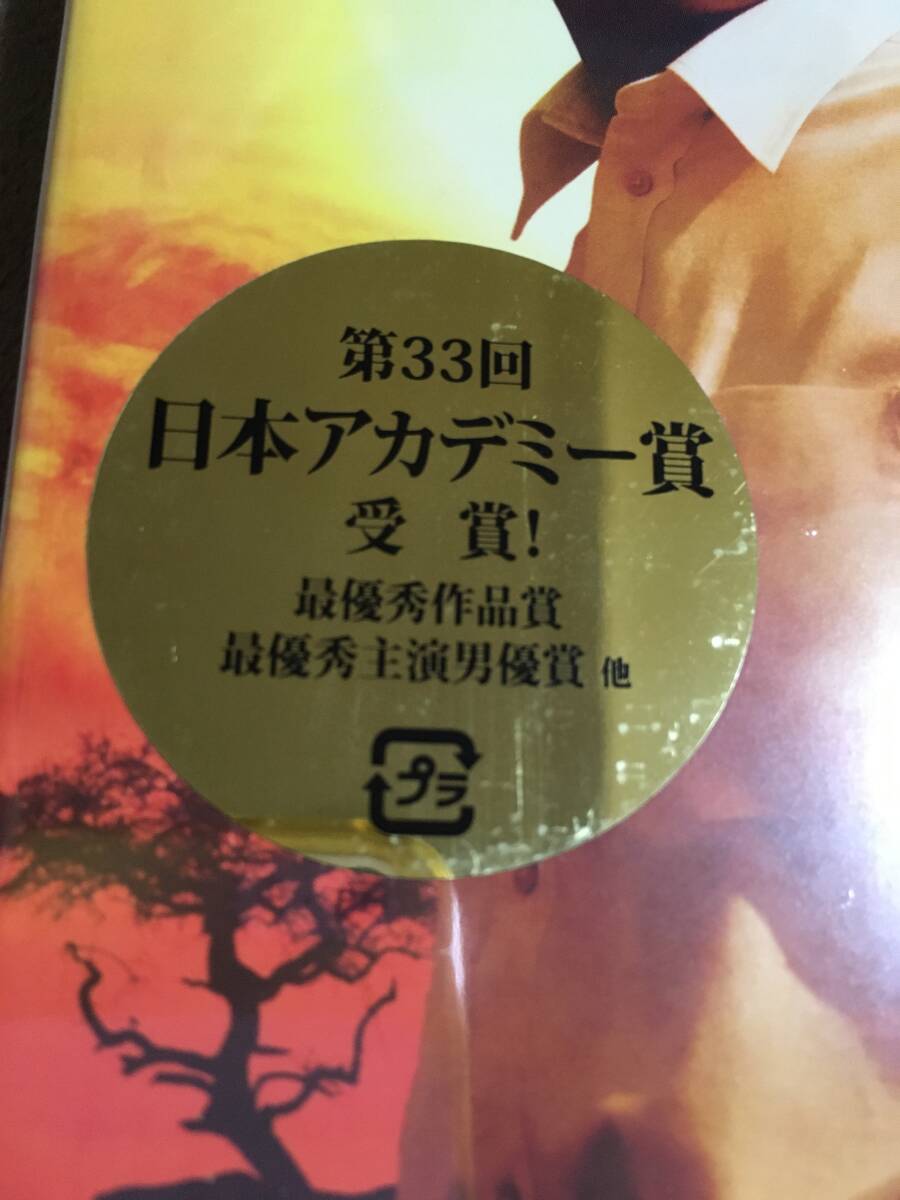 第33回
日本アカデミー賞
受 賞!
最優秀作品賞
最優秀主演男優賞 他
プラ